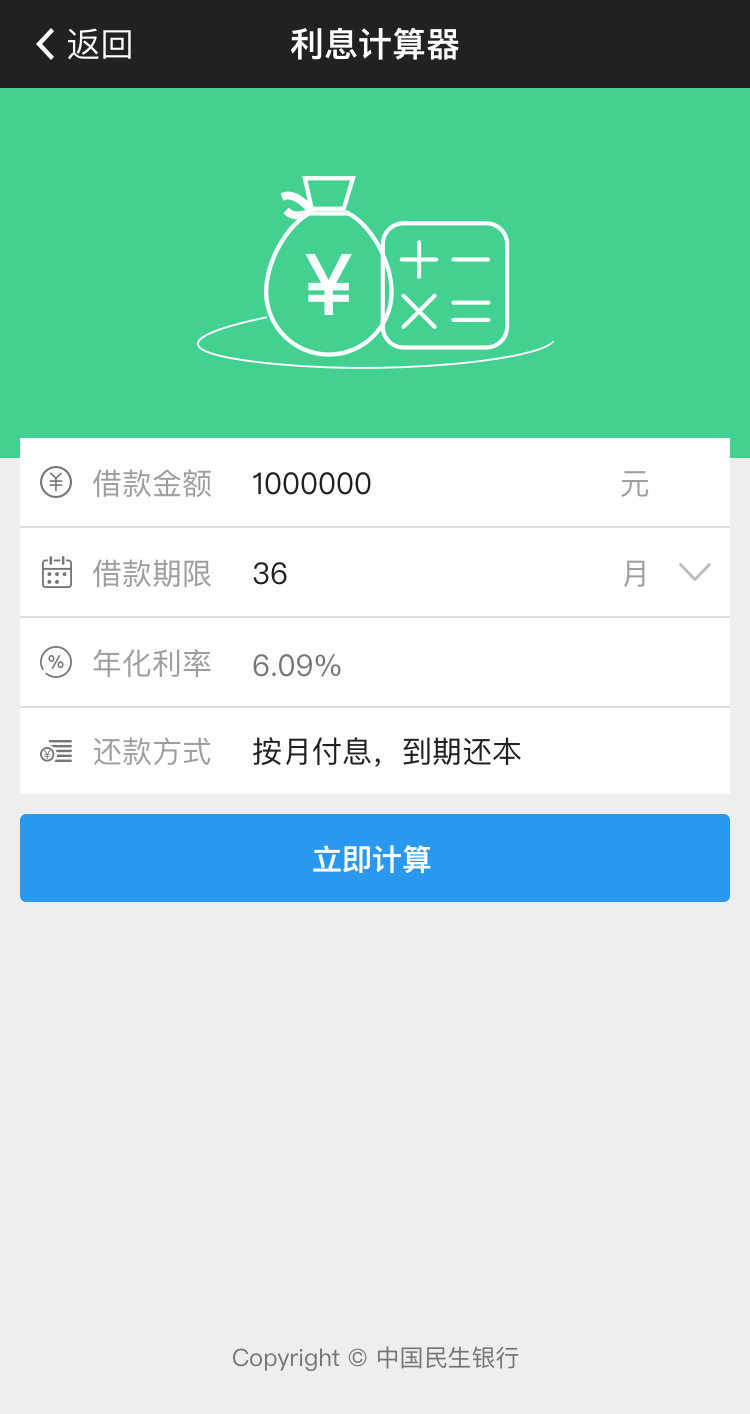 返回 利息计算器
¥
借款金额 1000000 元
借款期限 36 月
年化利率 6.09%
还款方式 按月付息，到期还本
立即计算
Copyright © 中国民生银行